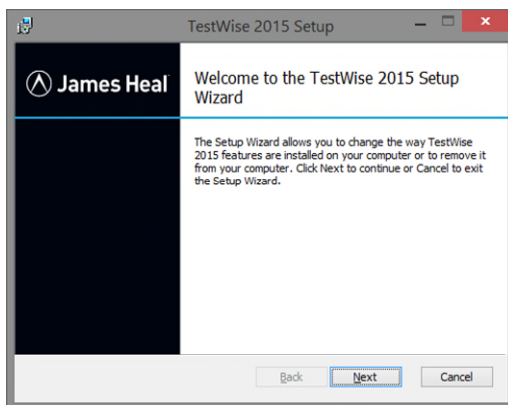 TestWise 2015 Setup
James Heal
Welcome to the TestWise 2015 Setup
Wizard
The Setup Wizard allows you to change the way TestWise
2015 features are installed on your computer or to remove it
from your computer. Click Next to continue or Cancel to exit
the Setup Wizard.
Back Next Cancel